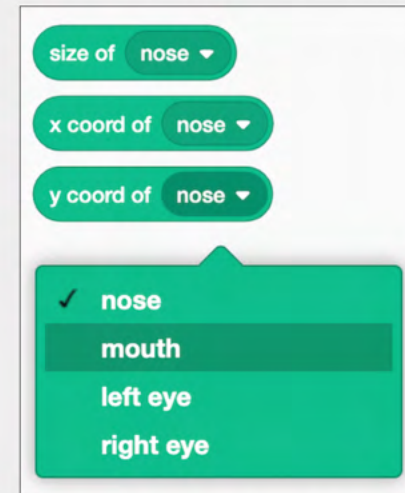 size of nose
x coord of nose
y coord of nose
nose
mouth
left eye
right eye